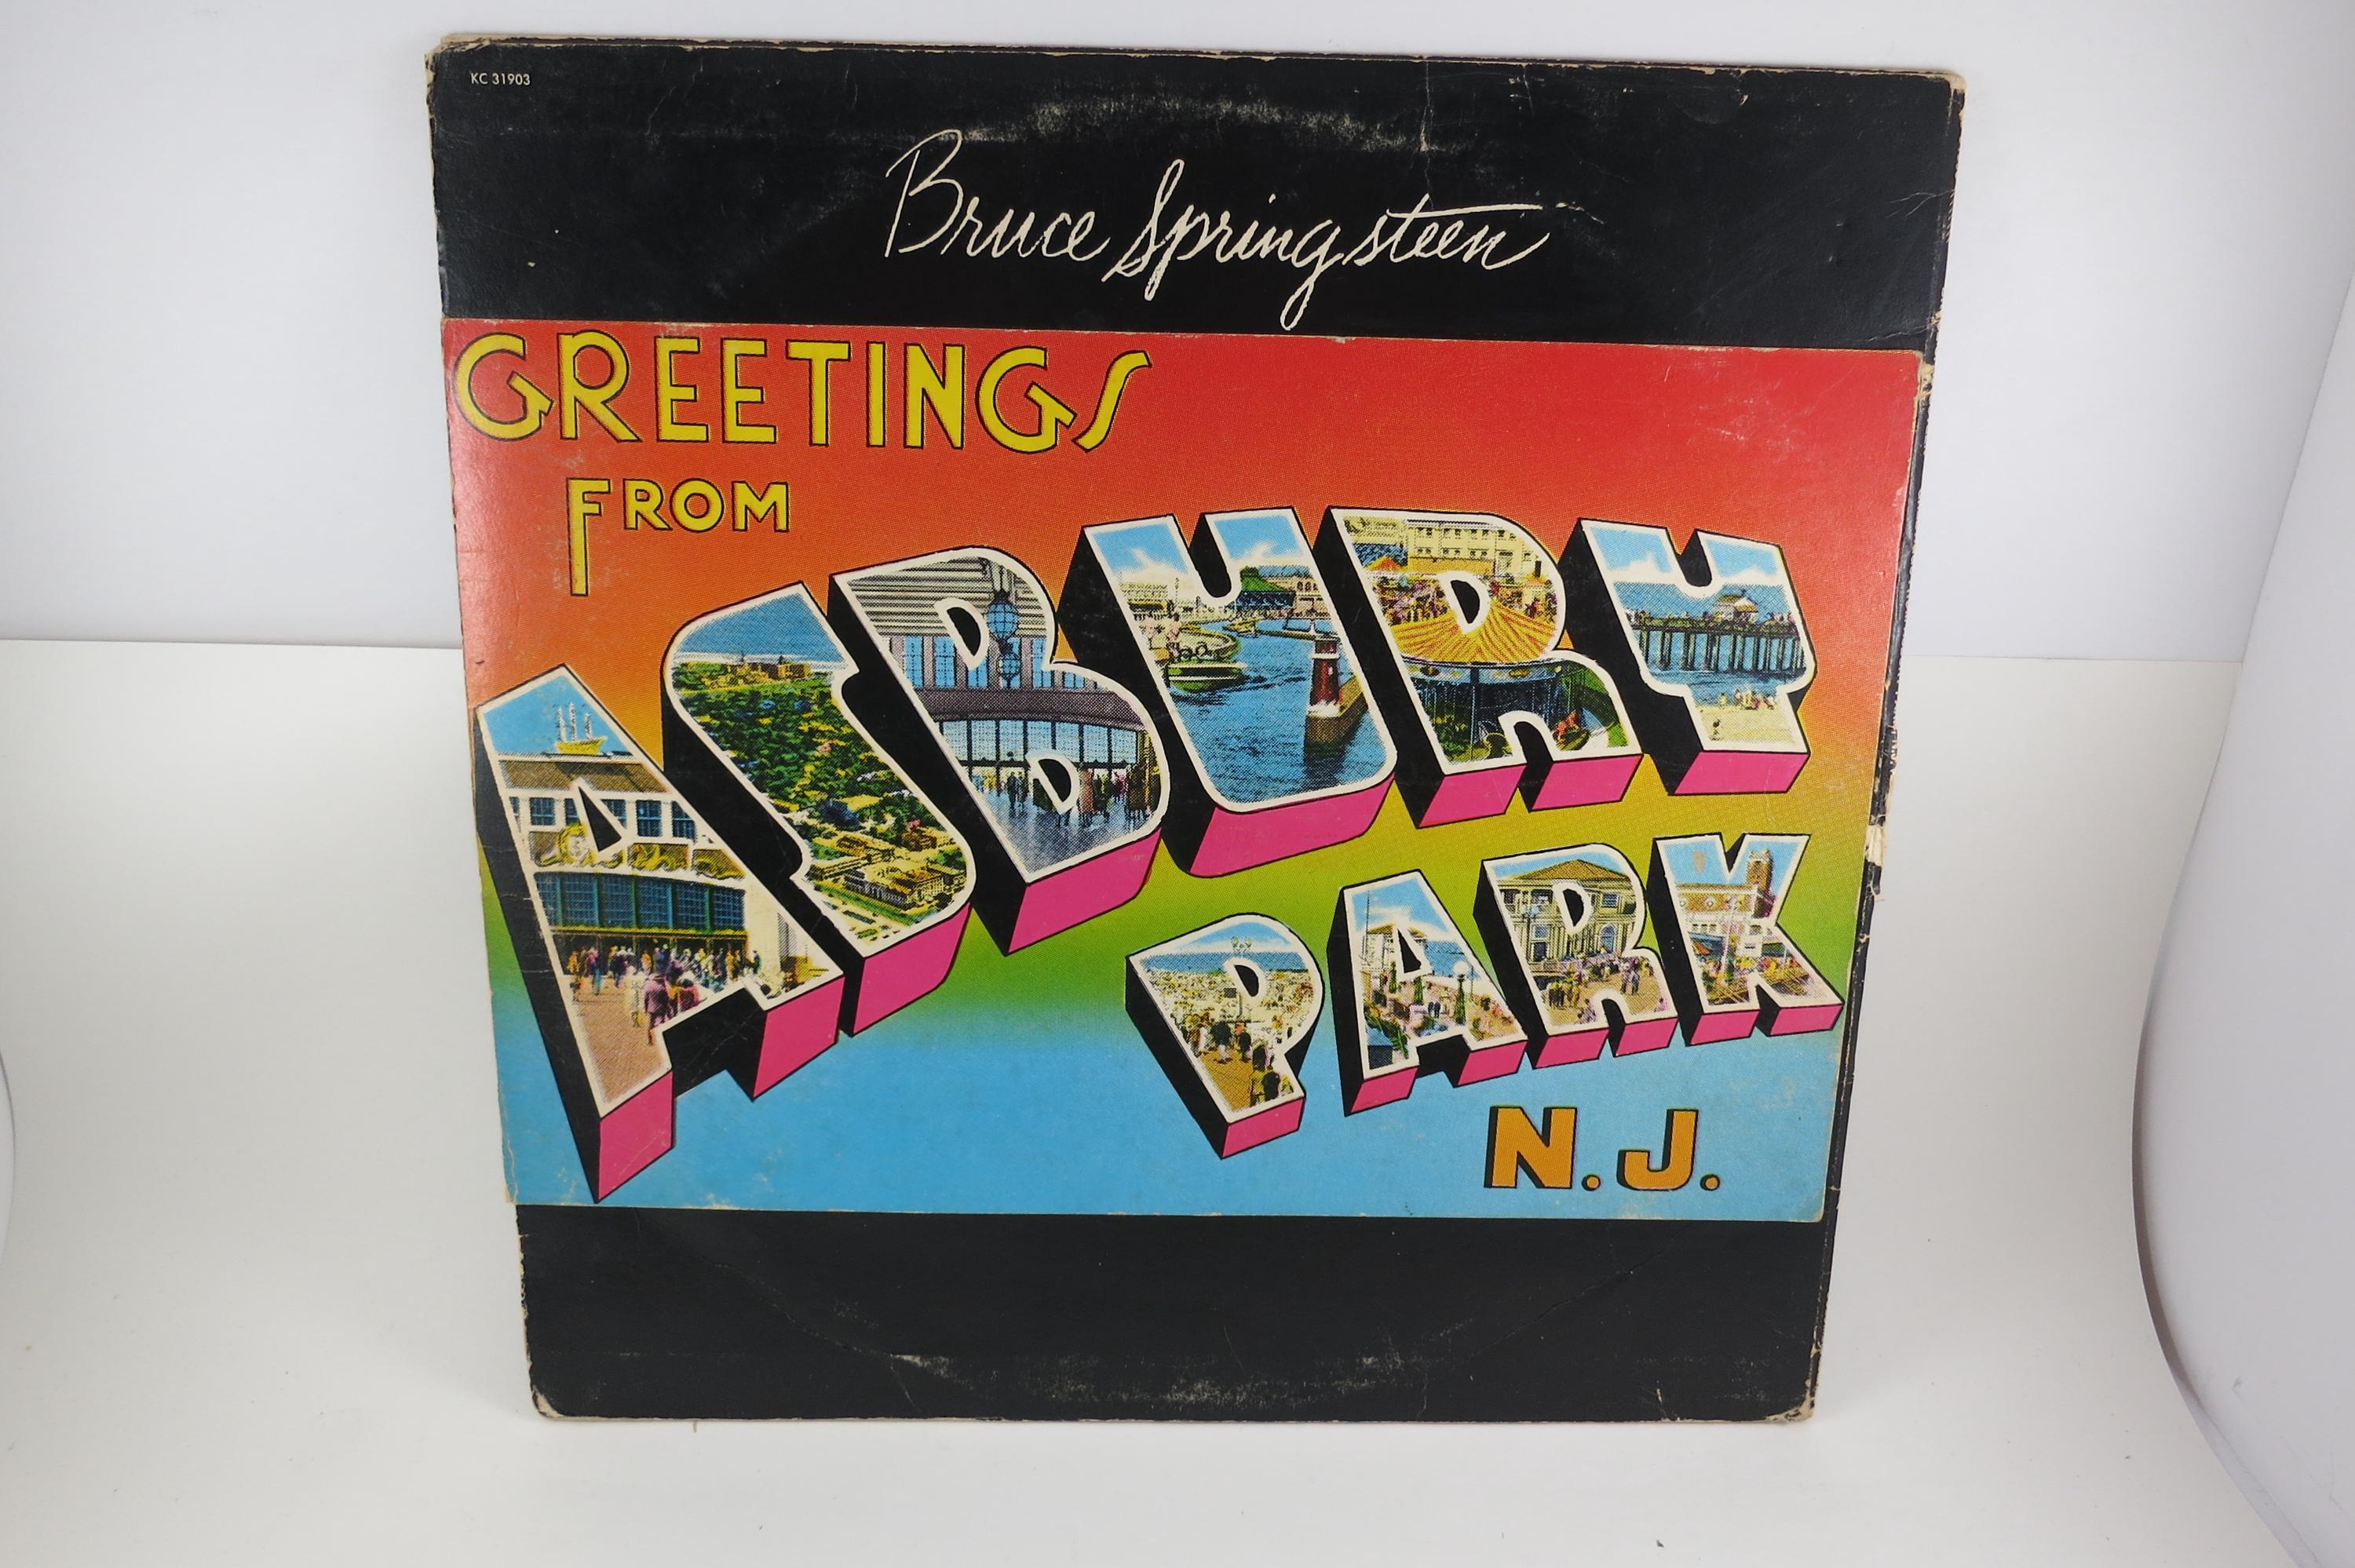 KC 31903
Bruce Springsteen
GREETINGS
FROM
ASBURY
PARK
N.J.